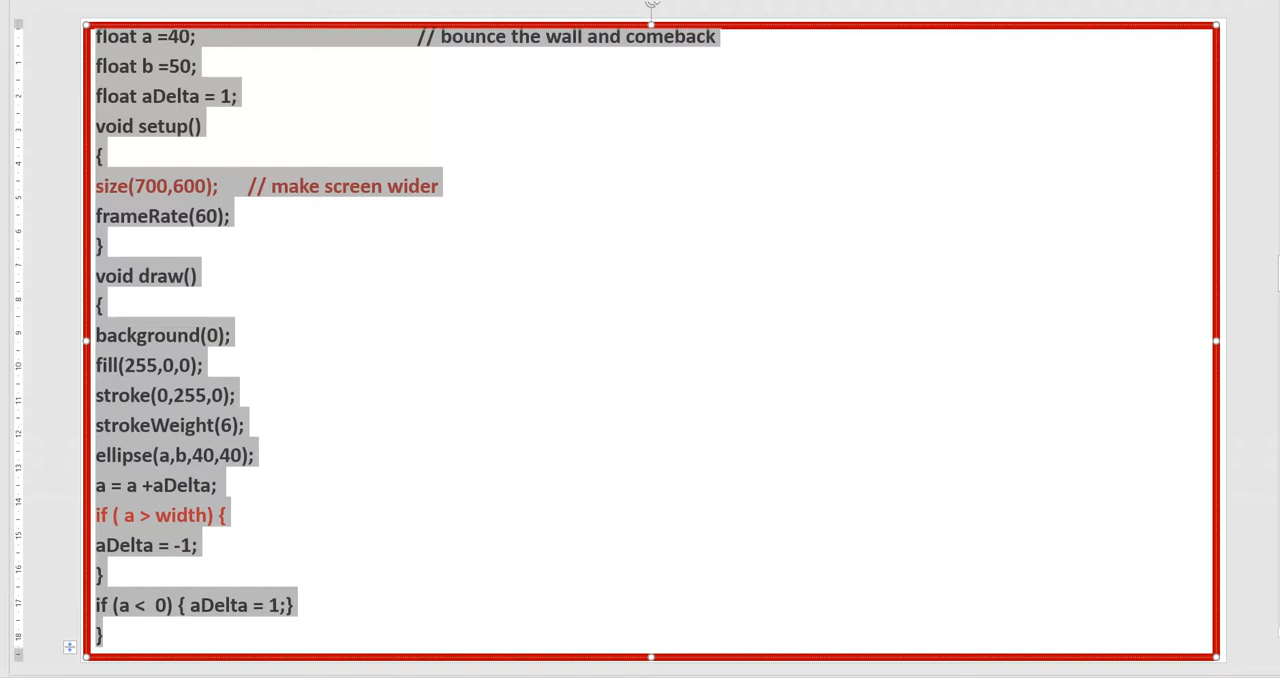 float a =40; // bounce the wall and comeback
float b =50;
float aDelta = 1;
void setup()
{
size(700,600); // make screen wider
frameRate(60);
}
void draw()
{
background(0);
fill(255,0,0);
stroke(0,255,0);
strokeWeight(6);
ellipse(a,b,40,40);
a = a +aDelta;
if ( a > width) {
aDelta = -1;
}
if (a <  0) { aDelta = 1;}
}